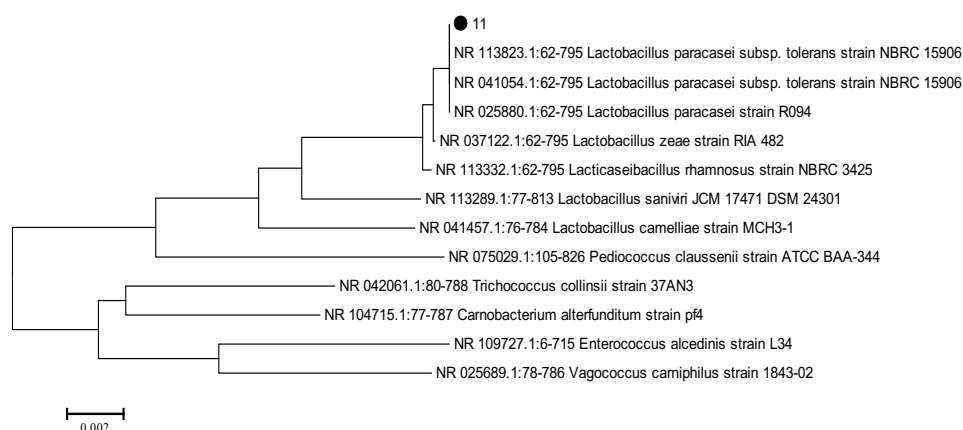 11
NR 113823.1:62-795 Lactobacillus paracasei subsp. tolerans strain NBRC 15906
NR 041054.1:62-795 Lactobacillus paracasei subsp. tolerans strain NBRC 15906
NR 025880.1:62-795 Lactobacillus paracasei strain R094
NR 037122.1:62-795 Lactobacillus zeae strain RIA 482
NR 113332.1:62-795 Lacticaseibacillus rhamnosus strain NBRC 3425
NR 113289.1:77-813 Lactobacillus saniviri JCM 17471 DSM 24301
NR 041457.1:76-784 Lactobacillus camelliae strain MCH3-1
NR 075029.1:105-826 Pediococcus claussenii strain ATCC BAA-344
NR 042061.1:80-788 Trichococcus collinsii strain 37AN3
NR 104715.1:77-787 Carnobacterium alterfunditum strain pf4
NR 109727.1:6-715 Enterococcus alcedinis strain L34
NR 025689.1:78-786 Vagococcus carniphilus strain 1843-02
0.002